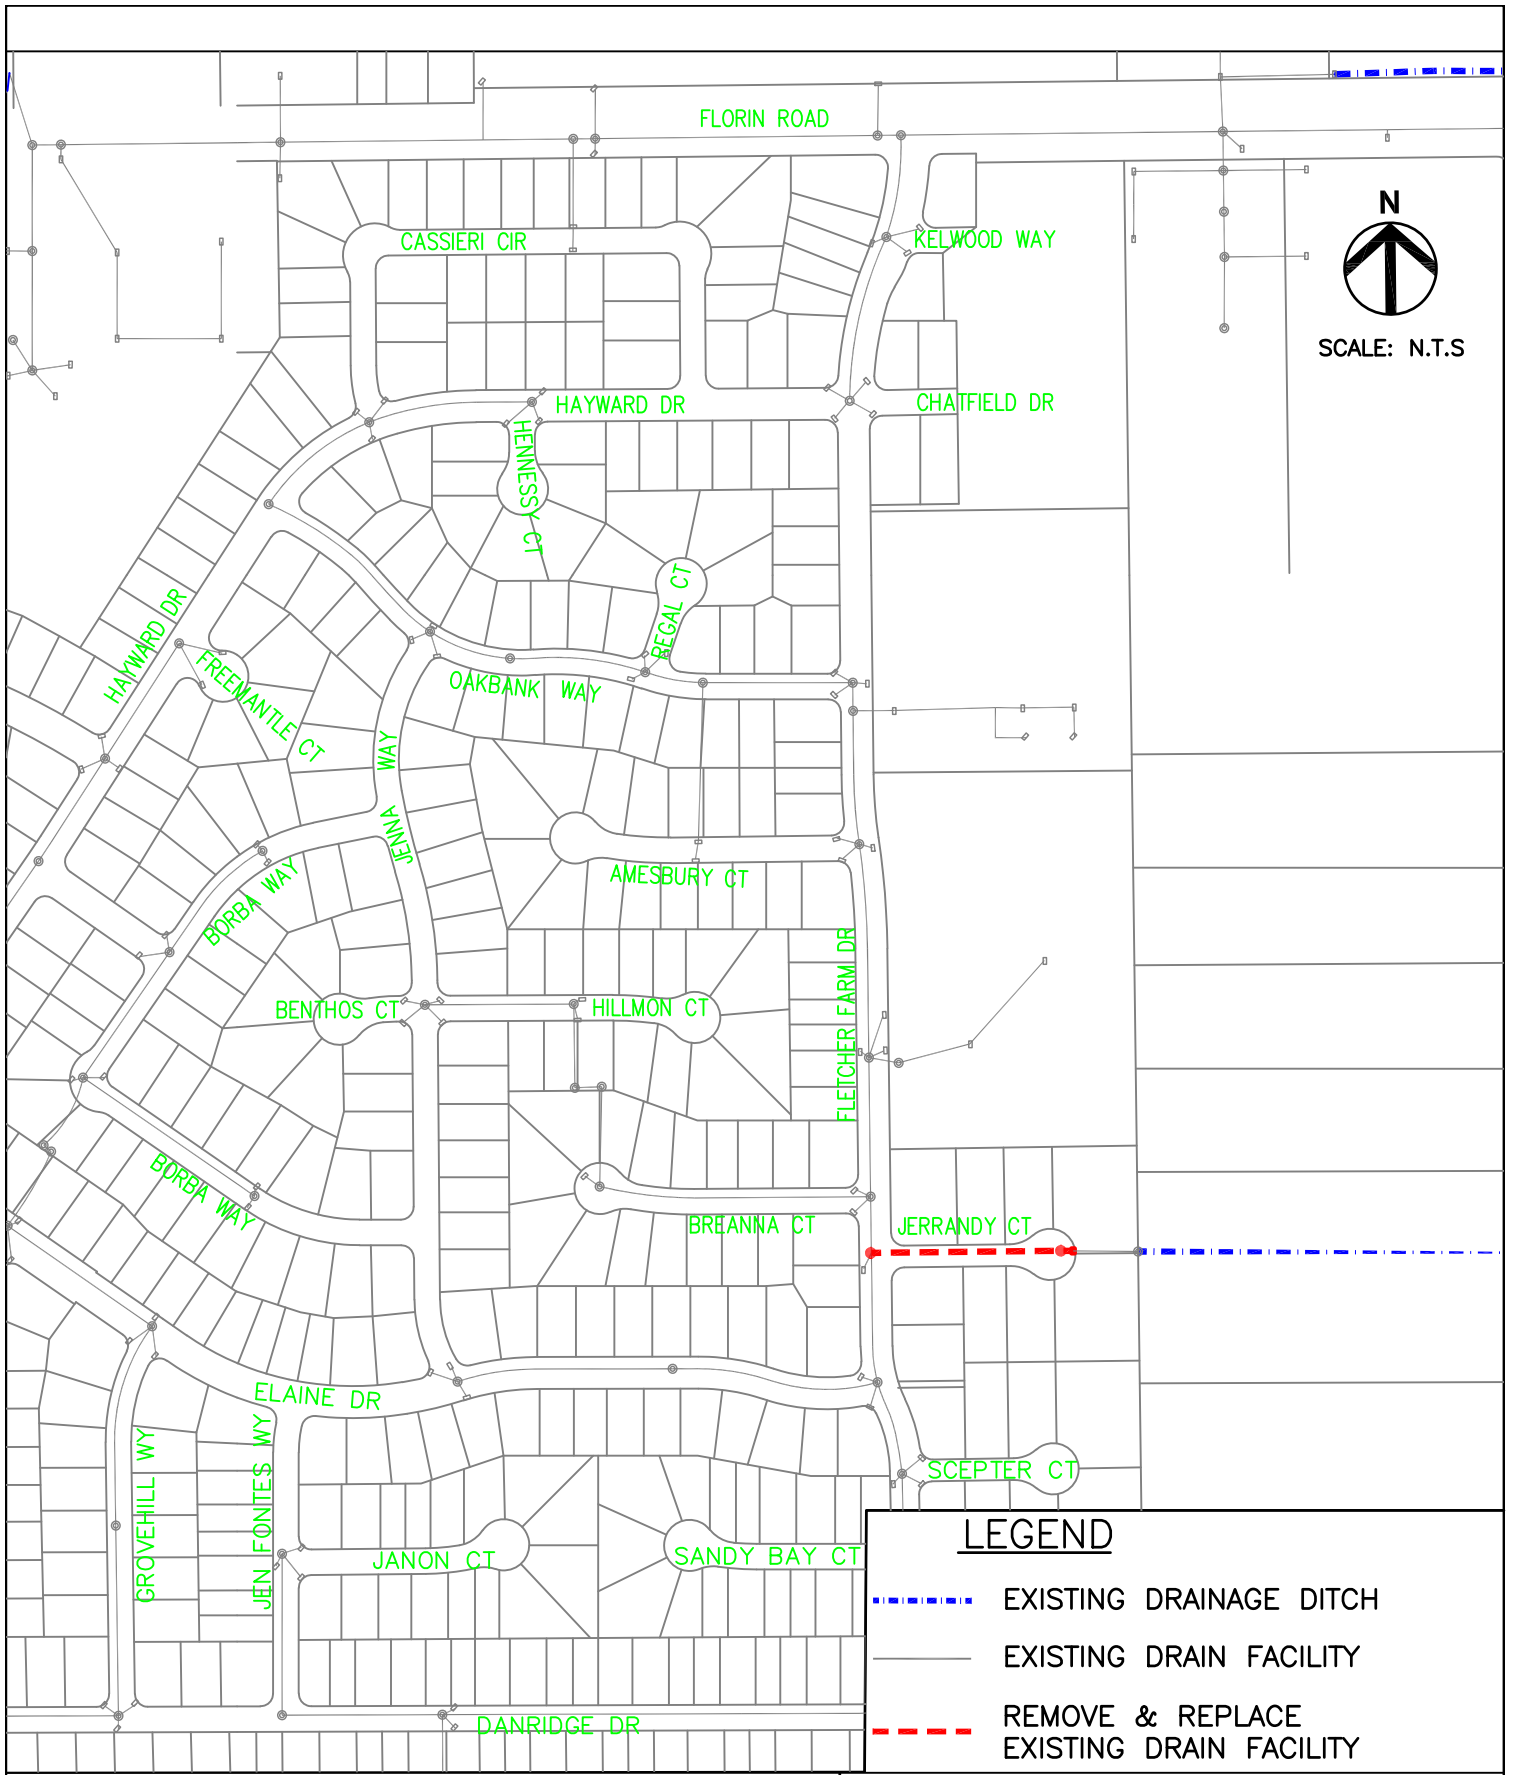 FLORIN ROAD
N
CASSIERI CIR
KELWOOD WAY
SCALE: N.T.S
HAYWARD DR
CHATFIELD DR
HENNESSY CT
BEGAL CT
HAYWARD DR
FREEMANTLE CT
OAKBANK WAY
JENNA WAY
AMESBURY CT
BORBA WAY
FLETCHER FARM DR
BENTHOS CT
HILLMON CT
BORBA WAY
BREANNA CT
JERRANDY CT
ELAINE DR
GROVEHILL WY
JEN FONTES WY
SCEPTER CT
JANON CT
SANDY BAY CT
DANRIDGE DR
LEGEND
EXISTING DRAINAGE DITCH
EXISTING DRAIN FACILITY
REMOVE & REPLACE
EXISTING DRAIN FACILITY